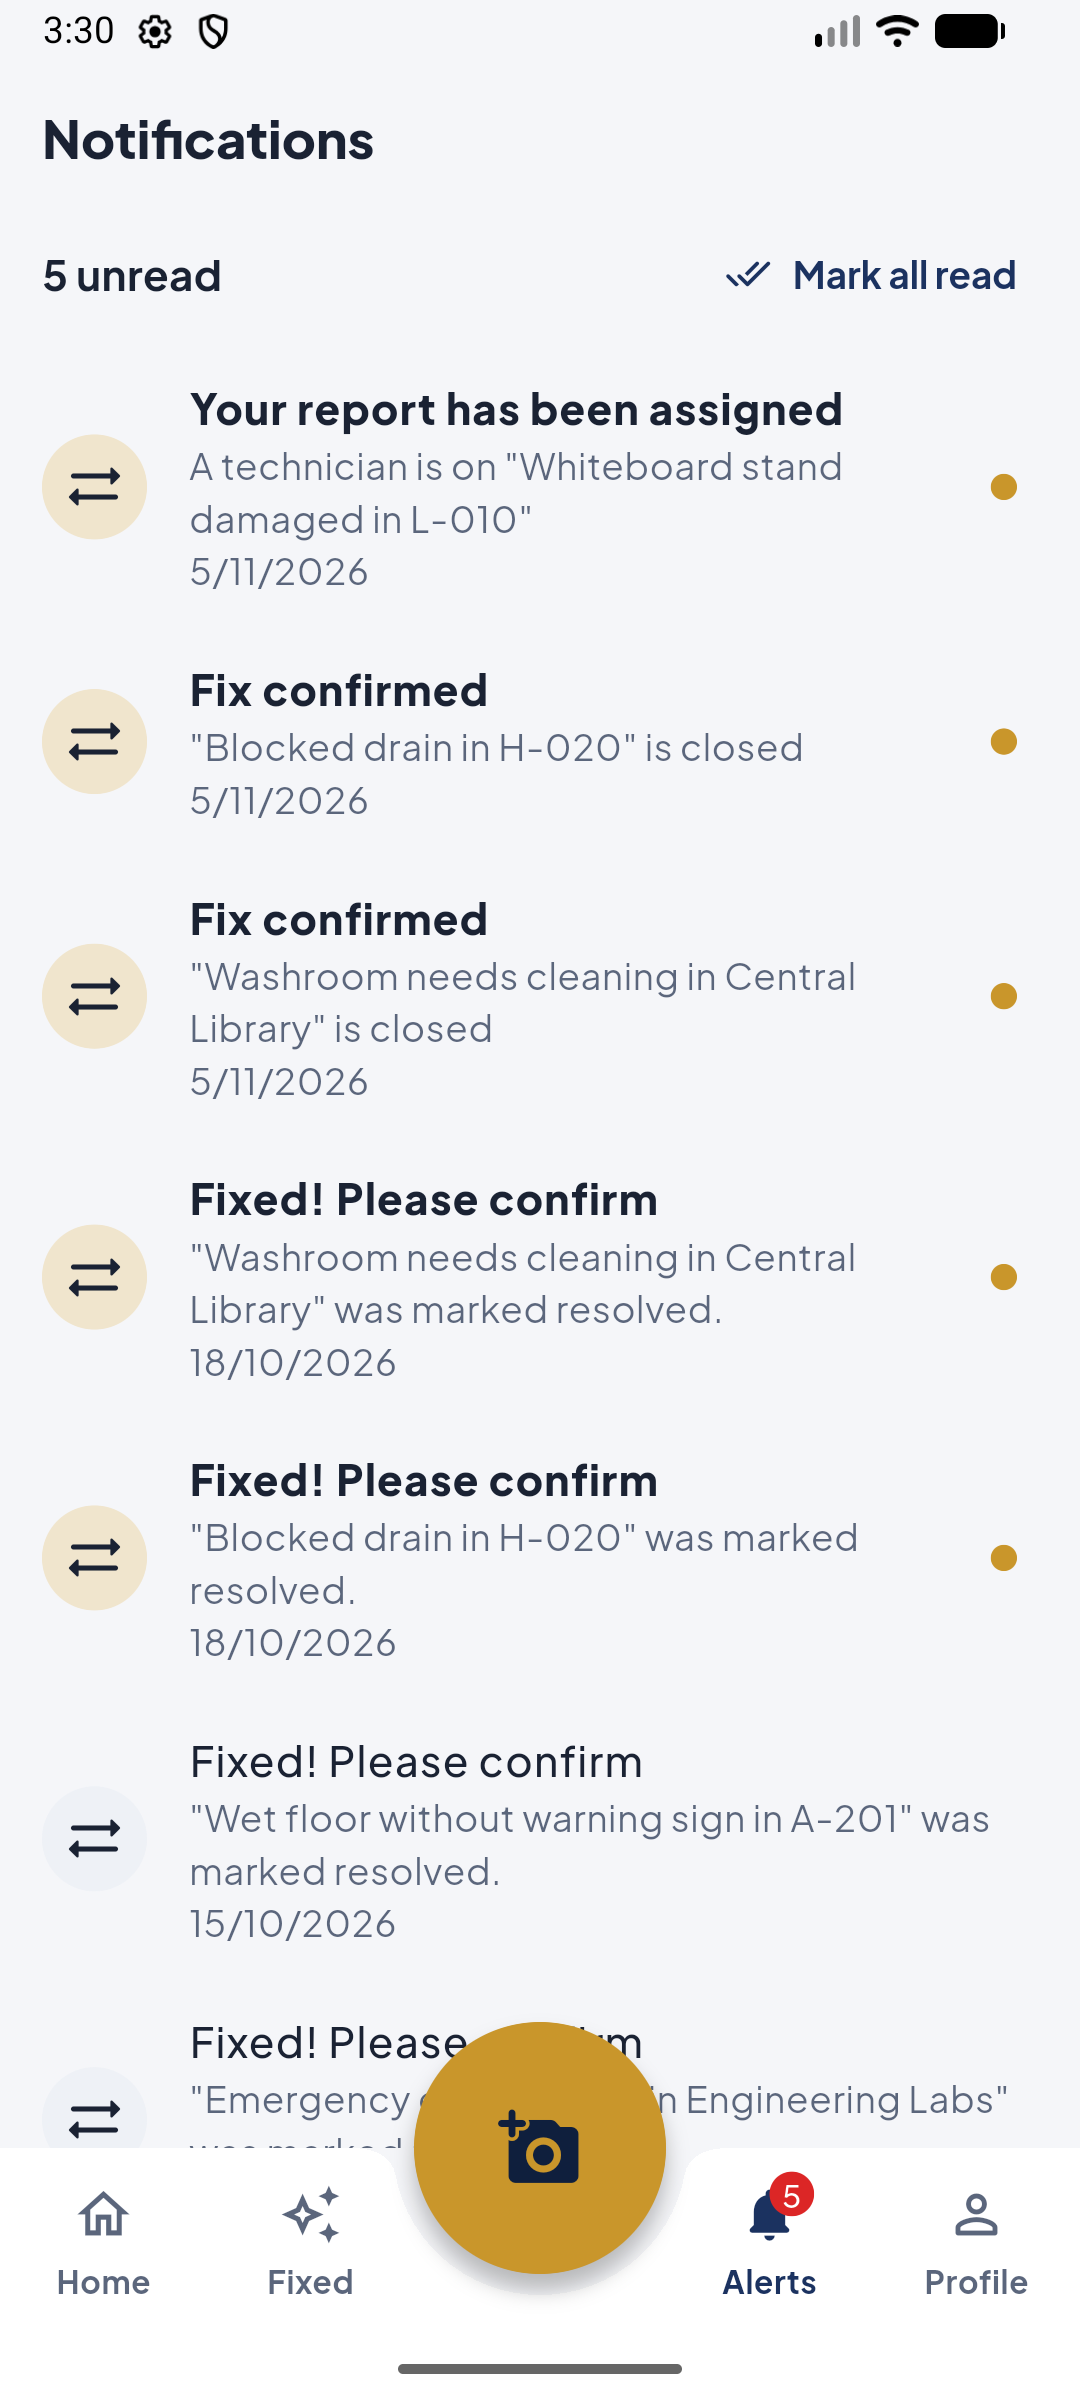 3:30
Notifications
5 unread
Mark all read
Your report has been assigned
A technician is on "Whiteboard stand
damaged in L-010"
5/11/2026
Fix confirmed
"Blocked drain in H-020" is closed
5/11/2026
Fix confirmed
"Washroom needs cleaning in Central
Library" is closed
5/11/2026
Fixed! Please confirm
"Washroom needs cleaning in Central
Library" was marked resolved.
18/10/2026
Fixed! Please confirm
"Blocked drain in H-020" was marked
resolved.
18/10/2026
Fixed! Please confirm
"Wet floor without warning sign in A-201" was
marked resolved.
15/10/2026
Fixed! Please
"Emergency in Engineering Labs"
was marked
5
Home
Fixed
Alerts
Profile